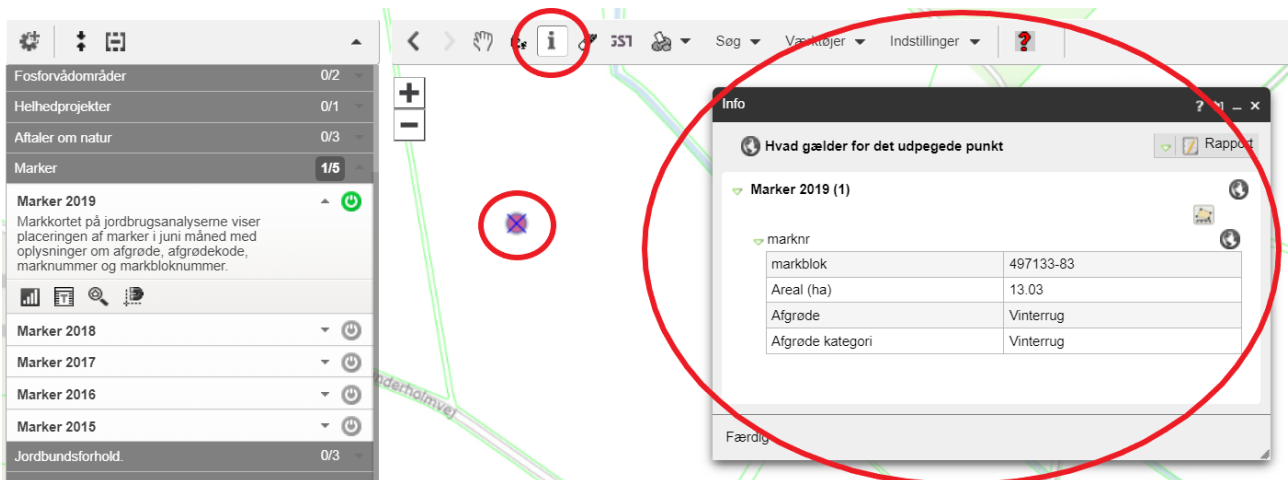 Søg
Værktøjer
Indstillinger
?
Fosforvådområder 0/2
Helhedprojekter 0/1
Aftaler om natur 0/3
Marker 1/5
Marker 2019
Markkortet på jordbrugsanalyserne viser
placeringen af marker i juni måned med
oplysninger om afgrøde, afgrødekode,
marknummer og markbloknummer.
Marker 2018
Marker 2017
Marker 2016
Marker 2015
Jordbundsforhold. 0/3
nderholmvej
Info
Hvad gælder for det udpegede punkt
Rapport
Marker 2019 (1)
marknr
markblok 497133-83
Areal (ha) 13.03
Afgrøde Vinterrug
Afgrøde kategori Vinterrug
Færdig